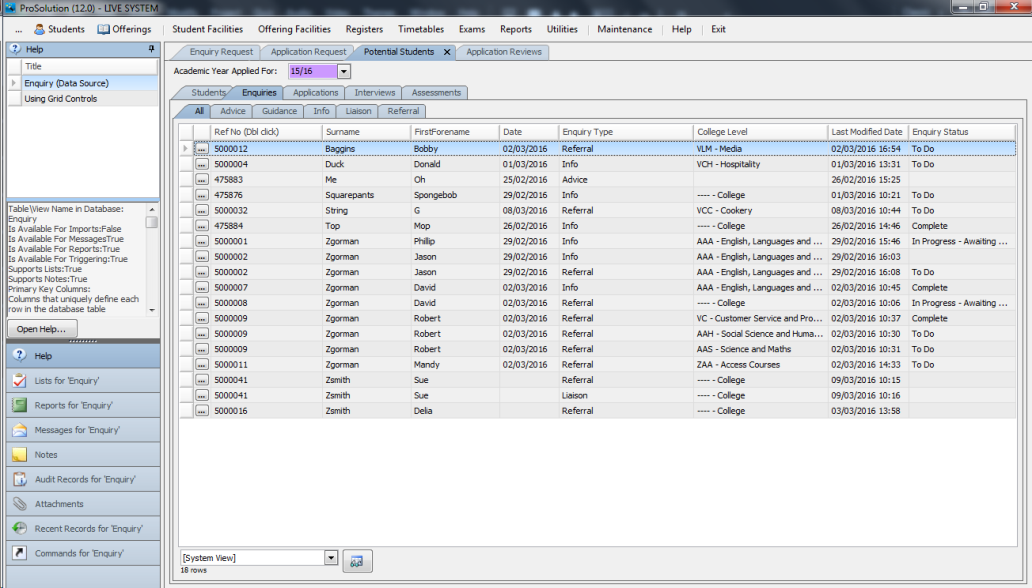 ProSolution (12.0) - LIVE SYSTEM
... Students Offerings Student Facilities Offering Facilities Registers Timetables Exams Reports Utilities Maintenance Help Exit
Help
Title
Enquiry (Data Source)
Using Grid Controls
Table\View Name in Database:
Enquiry
Is Available For Imports:False
Is Available For MessagesTrue
Is Available For Reports:True
Is Available For Triggering:True
Supports Lists:True
Supports Notes:True
Primary Key Columns:
Columns that uniquely define each
row in the database table
Open Help...
Help
Lists for 'Enquiry'
Reports for 'Enquiry'
Messages for 'Enquiry'
Notes
Audit Records for 'Enquiry'
Attachments
Recent Records for 'Enquiry'
Commands for 'Enquiry'
Enquiry Request Application Request Potential Students X Application Reviews
Academic Year Applied For: 15/16
Students Enquiries Applications Interviews Assessments
All Advice Guidance Info Liaison Referral
Ref No (Dbl click) Surname FirstForename Date Enquiry Type College Level Last Modified Date Enquiry Status
... 5000012 Baggins Bobby 02/03/2016 Referral VLM - Media 02/03/2016 16:54 To Do
... 5000004 Duck Donald 01/03/2016 Info VCH - Hospitality 01/03/2016 13:31 To Do
... 475883 Me Oh 25/02/2016 Advice 26/02/2016 15:25
... 475876 Squarepants Spongebob 29/02/2016 Info ---- - College 01/03/2016 10:21 To Do
... 5000032 String G 08/03/2016 Referral VCC - Cookery 08/03/2016 10:44 To Do
... 475884 Top Mop 26/02/2016 Info ---- - College 26/02/2016 14:46 Complete
... 5000001 Zgorman Phillip 29/02/2016 Info AAA - English, Languages and ... 29/02/2016 15:46 In Progress - Awaiting ...
... 5000002 Zgorman Jason 29/02/2016 Info AAA - English, Languages and ... 29/02/2016 16:03
... 5000002 Zgorman Jason 29/02/2016 Referral AAA - English, Languages and ... 29/02/2016 16:08 To Do
... 5000007 Zgorman David 02/03/2016 Info AAA - English, Languages and ... 02/03/2016 10:45 Complete
... 5000008 Zgorman David 02/03/2016 Referral ---- - College 02/03/2016 10:06 In Progress - Awaiting ...
... 5000009 Zgorman Robert 02/03/2016 Referral VC - Customer Service and Pro... 02/03/2016 10:37 Complete
... 5000009 Zgorman Robert 02/03/2016 Referral AAH - Social Science and Huma... 02/03/2016 10:30 To Do
... 5000009 Zgorman Robert 02/03/2016 Referral AAS - Science and Maths 02/03/2016 10:31 To Do
... 5000011 Zgorman Mandy 02/03/2016 Referral ZAA - Access Courses 02/03/2016 14:33 To Do
... 5000041 Zsmith Sue Referral ---- - College 09/03/2016 10:15
... 5000041 Zsmith Sue Liaison ---- - College 09/03/2016 10:16
... 5000016 Zsmith Delia Referral ---- - College 03/03/2016 13:58
[System View]
18 rows